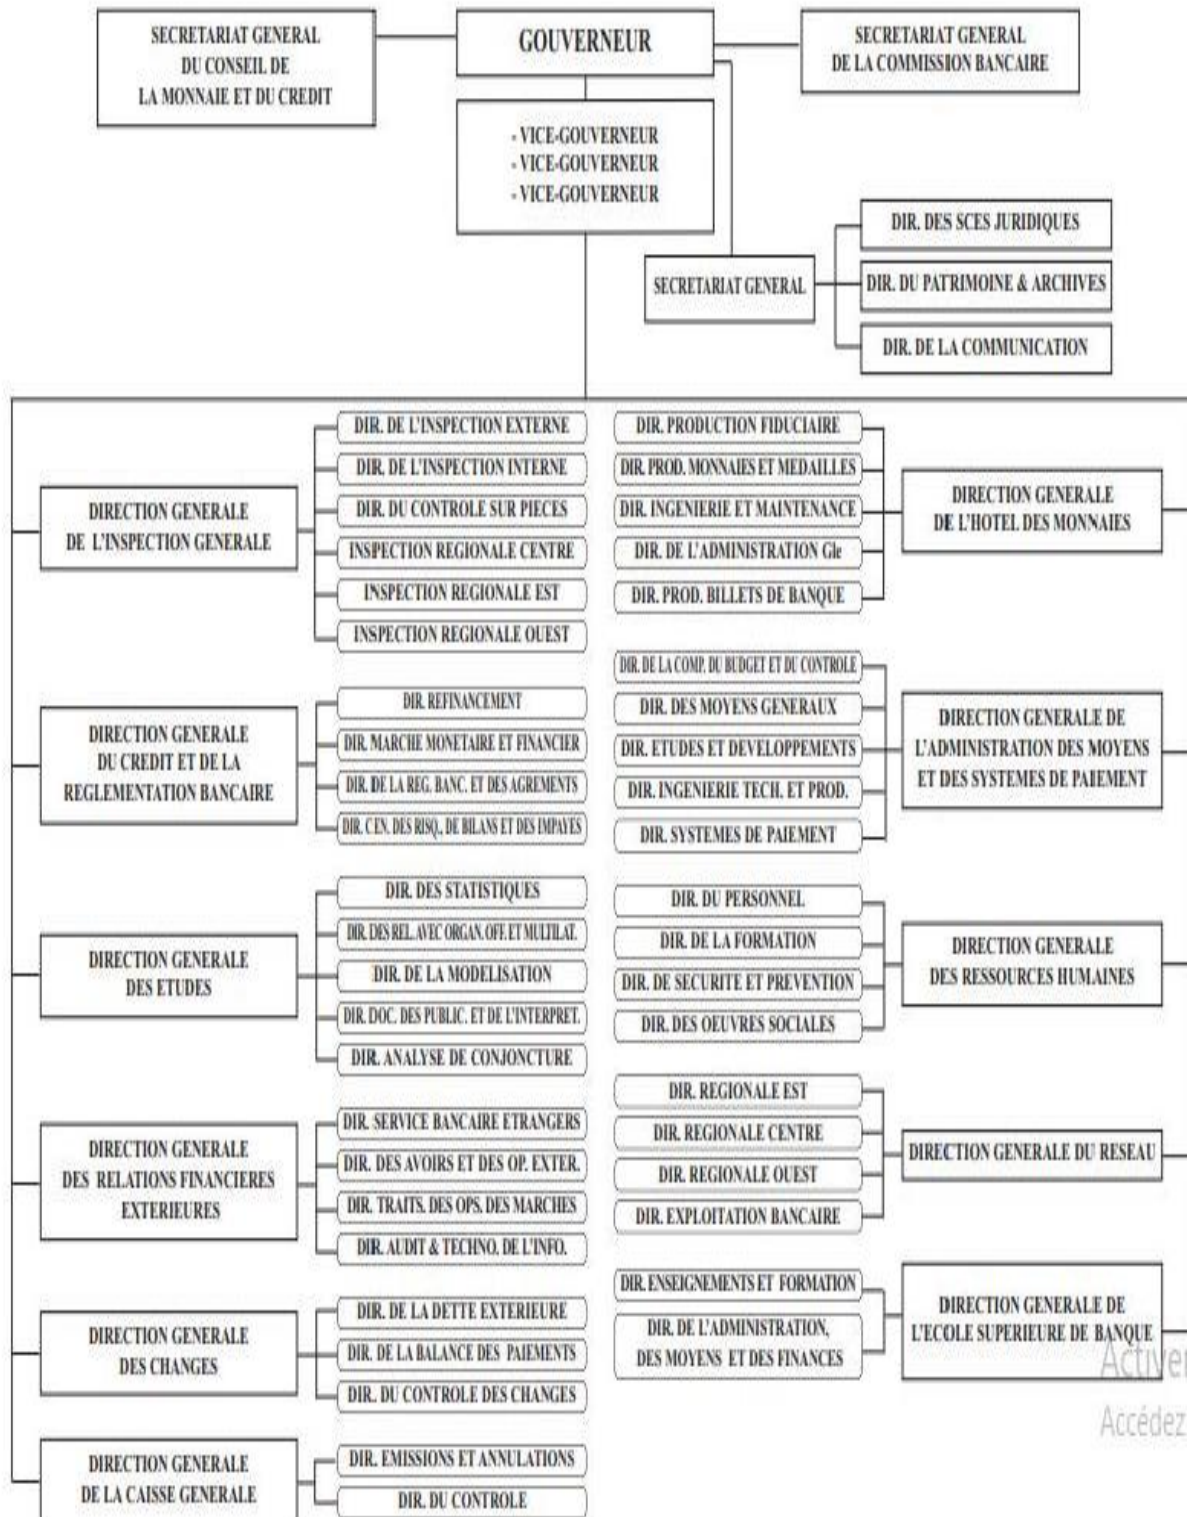 SECRETARIAT GENERAL
DU CONSEIL DE
LA MONNAIE ET DU CREDIT
GOUVERNEUR
SECRETARIAT GENERAL
DE LA COMMISSION BANCAIRE
- VICE-GOUVERNEUR
- VICE-GOUVERNEUR
- VICE-GOUVERNEUR
SECRETARIAT GENERAL
DIR. DES SCES JURIDIQUES
DIR. DU PATRIMOINE & ARCHIVES
DIR. DE LA COMMUNICATION
DIRECTION GENERALE
DE L'INSPECTION GENERALE
DIR. DE L'INSPECTION EXTERNE
DIR. DE L'INSPECTION INTERNE
DIR. DU CONTROLE SUR PIECES
INSPECTION REGIONALE CENTRE
INSPECTION REGIONALE EST
INSPECTION REGIONALE OUEST
DIRECTION GENERALE
DU CREDIT ET DE LA
REGLEMENTATION BANCAIRE
DIR. REFINANCEMENT
DIR. MARCHE MONETAIRE ET FINANCIER
DIR. DE LA REG. BANC. ET DES AGREMENTS
DIR. CEN. DES RISQ., DE BILANS ET DES IMPAYES
DIRECTION GENERALE
DES ETUDES
DIR. DES STATISTIQUES
DIR. DES REL. AVEC ORGAN. OFF. ET MULTILAT.
DIR. DE LA MODELISATION
DIR. DOC. DES PUBLIC. ET DE L'INTERPRET.
DIR. ANALYSE DE CONJONCTURE
DIRECTION GENERALE
DES RELATIONS FINANCIERES
EXTERIEURES
DIR. SERVICE BANCAIRE ETRANGERS
DIR. DES AVOIRS ET DES OP. EXTER.
DIR. TRAITS. DES OPS. DES MARCHES
DIR. AUDIT & TECHNO. DE L'INFO.
DIRECTION GENERALE
DES CHANGES
DIR. DE LA DETTE EXTERIEURE
DIR. DE LA BALANCE DES PAIEMENTS
DIR. DU CONTROLE DES CHANGES
DIRECTION GENERALE
DE LA CAISSE GENERALE
DIR. EMISSIONS ET ANNULATIONS
DIR. DU CONTROLE
DIR. PRODUCTION FIDUCIAIRE
DIR. PROD. MONNAIES ET MEDAILLES
DIR. INGENIERIE ET MAINTENANCE
DIR. DE L'ADMINISTRATION Gle
DIR. PROD. BILLETS DE BANQUE
DIRECTION GENERALE
DE L'HOTEL DES MONNAIES
DIR. DE LA COMP. DU BUDGET ET DU CONTROLE
DIR. DES MOYENS GENERAUX
DIR. ETUDES ET DEVELOPPEMENTS
DIR. INGENIERIE TECH. ET PROD.
DIR. SYSTEMES DE PAIEMENT
DIRECTION GENERALE DE
L'ADMINISTRATION DES MOYENS
ET DES SYSTEMES DE PAIEMENT
DIR. DU PERSONNEL
DIR. DE LA FORMATION
DIR. DE SECURITE ET PREVENTION
DIR. DES OEUVRES SOCIALES
DIRECTION GENERALE
DES RESSOURCES HUMAINES
DIR. REGIONALE EST
DIR. REGIONALE CENTRE
DIR. REGIONALE OUEST
DIR. EXPLOITATION BANCAIRE
DIRECTION GENERALE DU RESEAU
DIR. ENSEIGNEMENTS ET FORMATION
DIR. DE L'ADMINISTRATION,
DES MOYENS ET DES FINANCES
DIRECTION GENERALE DE
L'ECOLE SUPERIEURE DE BANQUE
Activer
Accédez